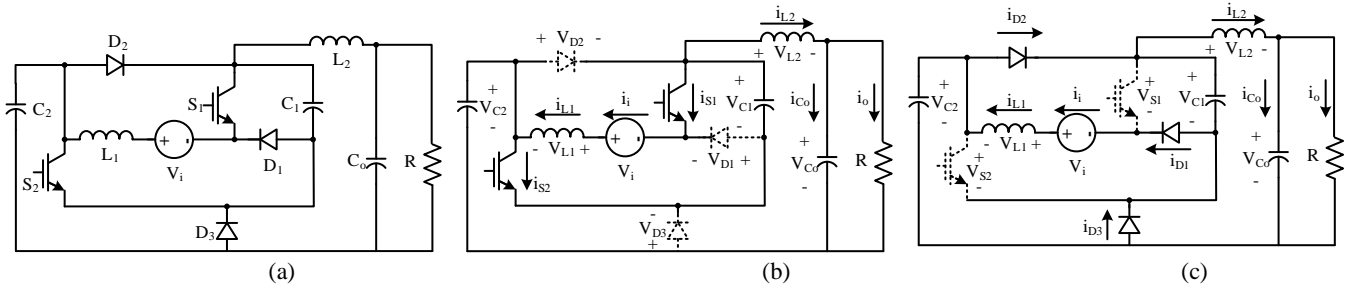 D2
L2
S1
C1
C2
L1
D1
Co
R
S2
Vi
D3
(a)
iL2
+ VD2 -
+ VL2 -
+
VC2
-
iS1
+
VC1
-
iCo
io
iL1
ii
- VL1 +
+ -
- VD1 +
+
VCo
-
R
Vi
iS2
-
VD3
+
(b)
iD2
iL2
+ VL2 -
+
VC2
-
+
VS1
-
+
VC1
-
iCo
io
iL1
ii
- VL1 +
+ -
iD1
Vi
+
VS2
-
+
VCo
-
R
iD3
(c)